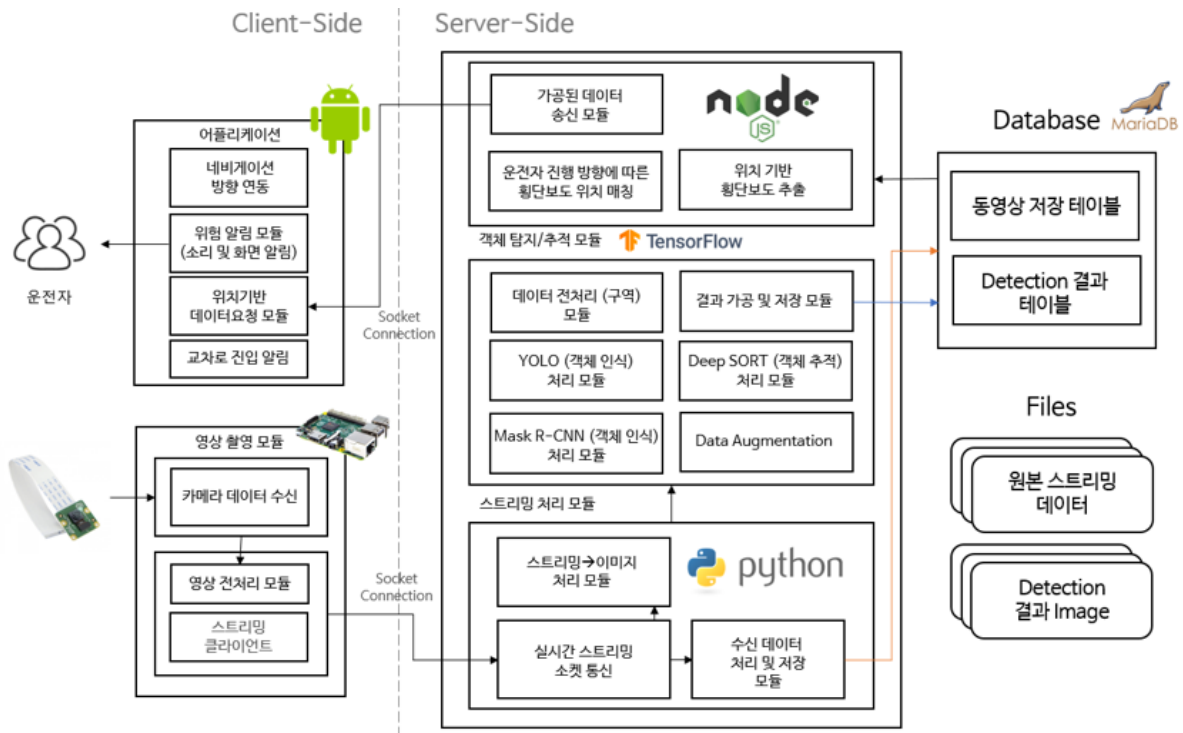 Client-Side
Server-Side
어플리케이션
네비게이션
방향 연동
위험 알림 모듈
(소리 및 화면 알림)
위치기반
데이터요청 모듈
교차로 진입 알림
운전자
영상 촬영 모듈
카메라 데이터 수신
영상 전처리 모듈
스트리밍
클라이언트
Socket
Connection
Socket
Connection
가공된 데이터
송신 모듈
node
JS
운전자 진행 방향에 따른
횡단보도 위치 매칭
위치 기반
횡단보도 추출
객체 탐지/추적 모듈
TensorFlow
데이터 전처리 (구역)
모듈
결과 가공 및 저장 모듈
YOLO (객체 인식)
처리 모듈
Deep SORT (객체 추적)
처리 모듈
Mask R-CNN (객체 인식)
처리 모듈
Data Augmentation
스트리밍 처리 모듈
스트리밍→이미지
처리 모듈
python
실시간 스트리밍
소켓 통신
수신 데이터
처리 및 저장
모듈
Database
MariaDB
동영상 저장 테이블
Detection 결과
테이블
Files
원본 스트리밍
데이터
Detection
결과 Image